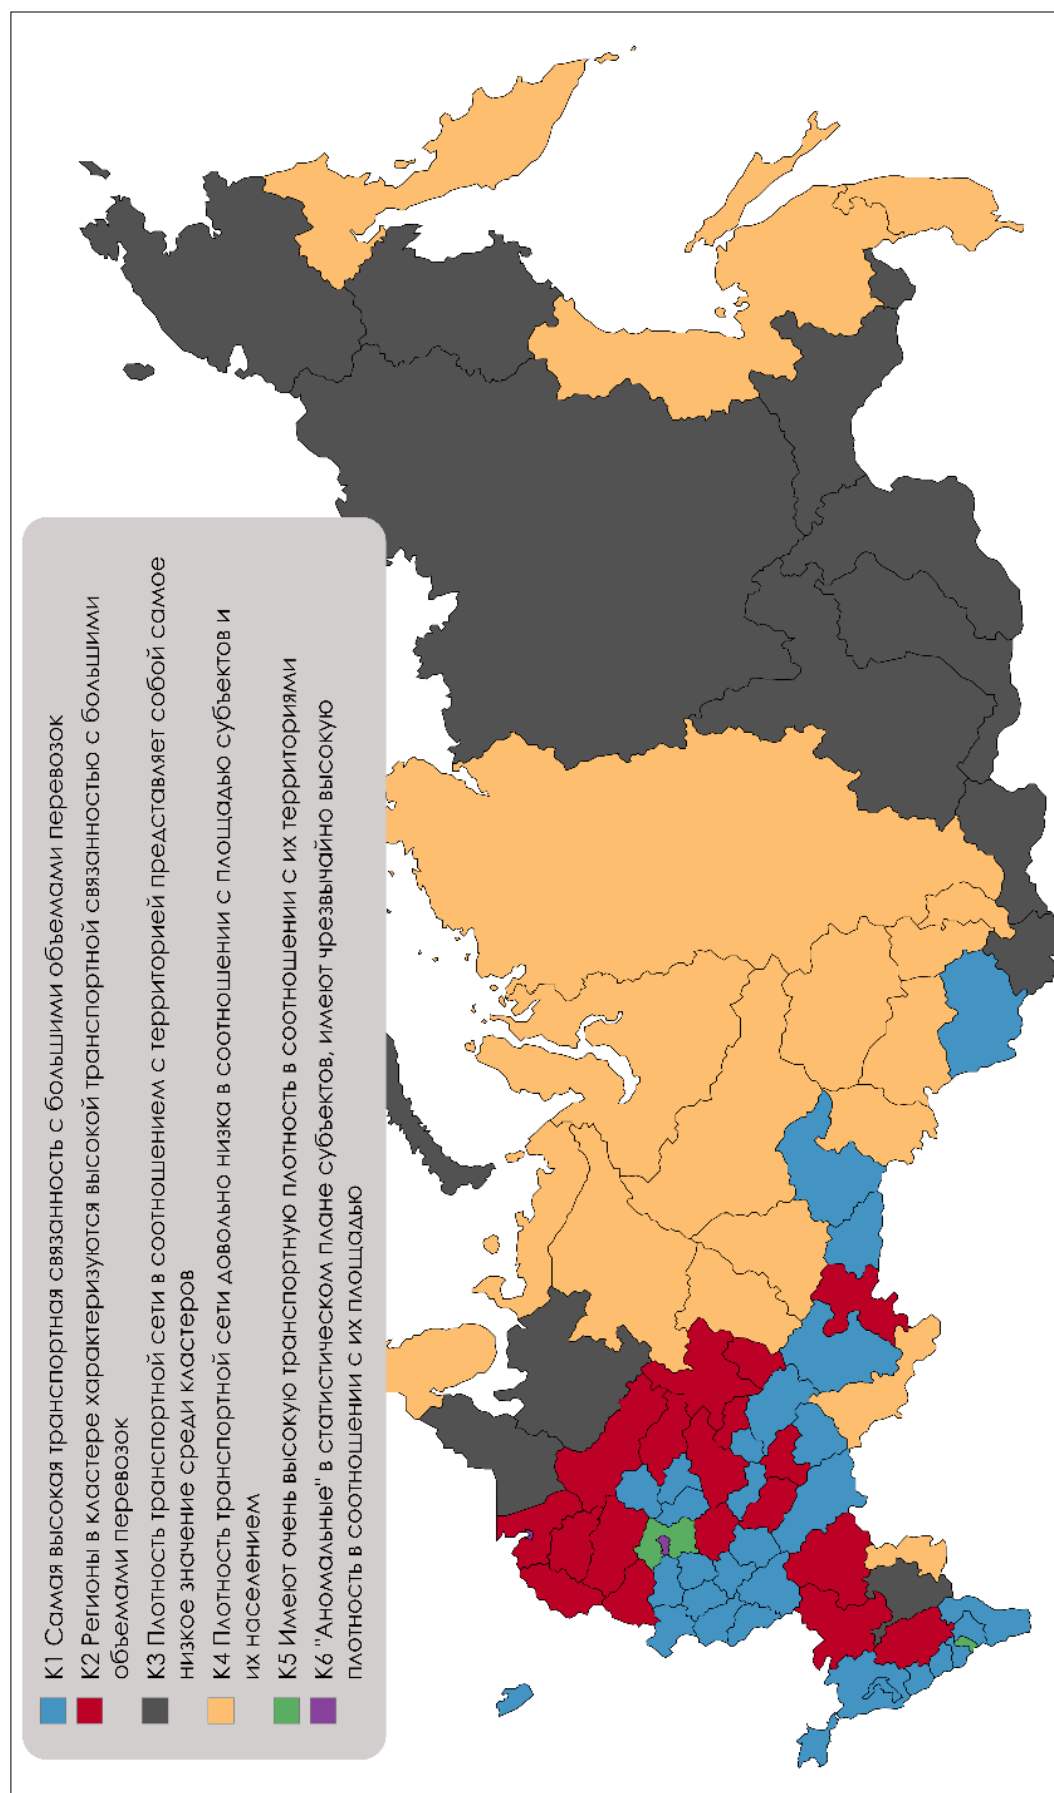 К1 Самая высокая транспортная связанность с большими объемами перевозок
К2 Регионы в кластере характеризуются высокой транспортной связанностью с большими
объемами перевозок
К3 Плотность транспортной сети в соотношением с территорией представляет собой самое
низкое значение среди кластеров
К4 Плотность транспортной сети довольно низка в соотношении с площадью субъектов и
их населением
К5 Имеют очень высокую транспортную плотность в соотношении с их территориями
К6 "Аномальные" в статистическом плане субъектов, имеют чрезвычайно высокую
плотность в соотношении с их площадью